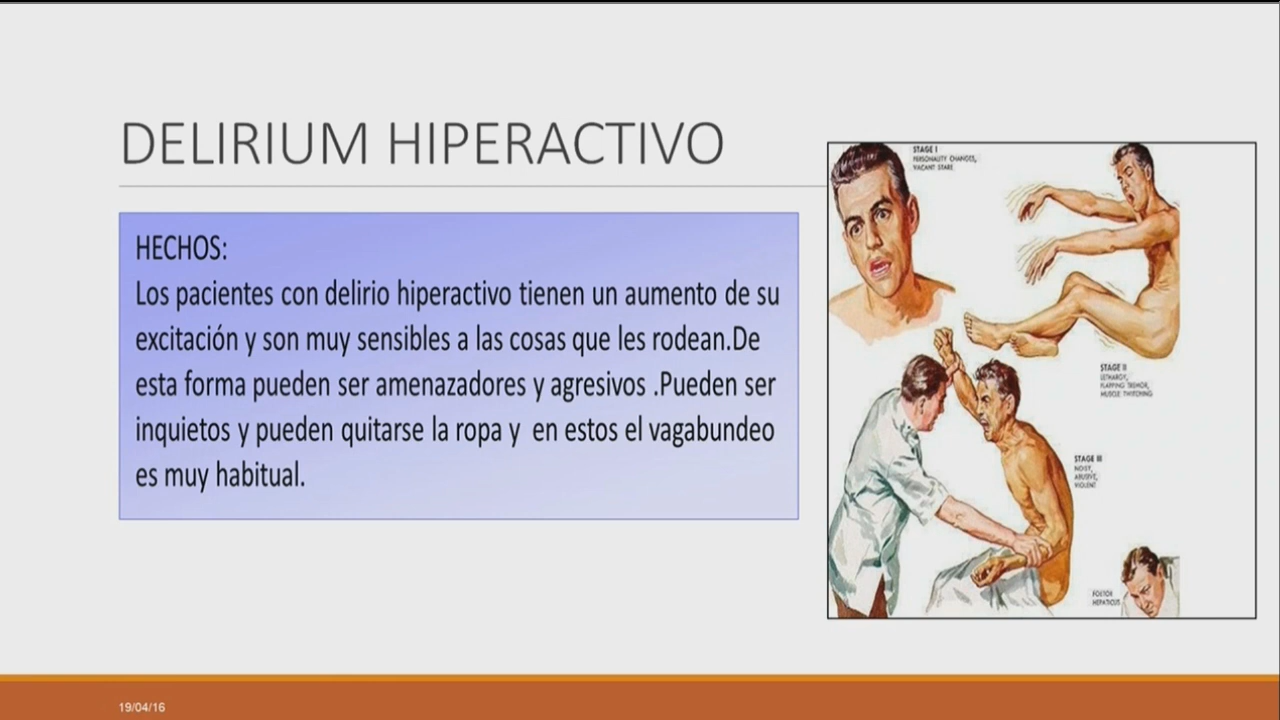 DELIRIUM HIPERACTIVO
HECHOS:
Los pacientes con delirio hiperactivo tienen un aumento de su
excitación y son muy sensibles a las cosas que les rodean.De
esta forma pueden ser amenazadores y agresivos .Pueden ser
inquietos y pueden quitarse la ropa y  en estos el vagabundeo
es muy habitual.
STAGE I
PERSONALITY CHANGES,
VACANT STARE
STAGE II
LETHARGY,
FLAPPING TREMOR,
MUSCLE TWITCHING
STAGE III
NOISY,
ABUSIVE,
VIOLENT
FOETOR
HEPATICUS
19/04/16